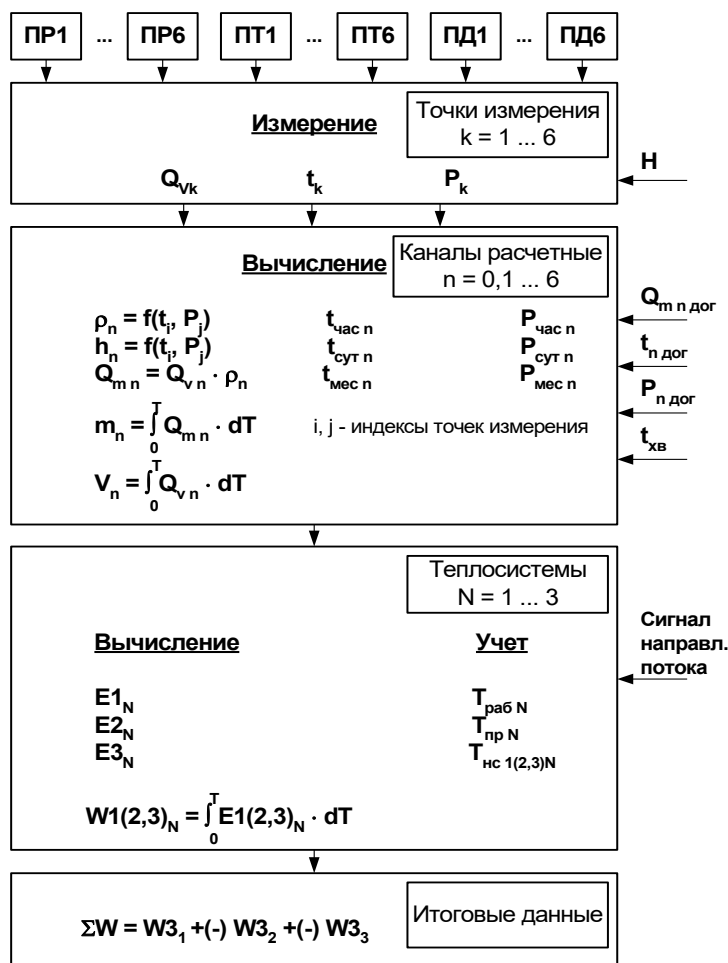 ПР1 ... ПР6 ПТ1 ... ПТ6 ПД1 ... ПД6
Точки измерения
Измерение
k = 1 ... 6
H
Q_Vk t_k P_k
Каналы расчетные
Вычисление
n = 0,1 ... 6
Q_m n дог
ρ_n = f(t_i, P_j) t_час n P_час n
t_n дог
h_n = f(t_i, P_j) t_сут n P_сут n
Q_m n = Q_v n · ρ_n t_мес n P_мес n
P_n дог
m_n = ∫_0^T Q_m n · dT i, j - индексы точек измерения
t_хв
V_n = ∫_0^T Q_v n · dT
Теплосистемы
N = 1 ... 3
Сигнал
направл.
потока
Вычисление Учет
E1_N T_раб N
E2_N T_пр N
E3_N T_нс 1(2,3)N
W1(2,3)_N = ∫_0^T E1(2,3)_N · dT
Итоговые данные
ΣW = W3_1 +(-) W3_2 +(-) W3_3